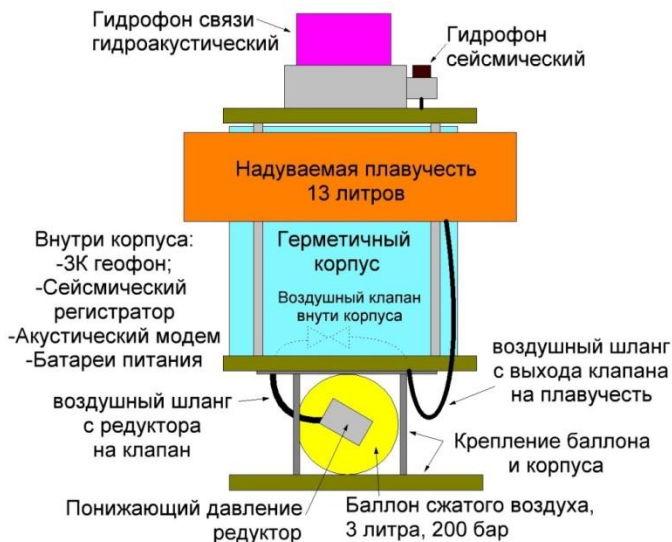 Гидрофон связи
гидроакустический
Гидрофон
сейсмический
Надуваемая плавучесть
13 литров
Внутри корпуса:
-3К геофон;
-Сейсмический
регистратор
-Акустический модем
-Батареи питания
Герметичный
корпус
Воздушный клапан
внути корпуса
воздушный шланг
с выхода клапана
на плавучесть
воздушный шланг
с редуктора
на клапан
Крепление баллона
и корпуса
Понижающий давление
редуктор
Баллон сжатого воздуха,
3 литра, 200 бар